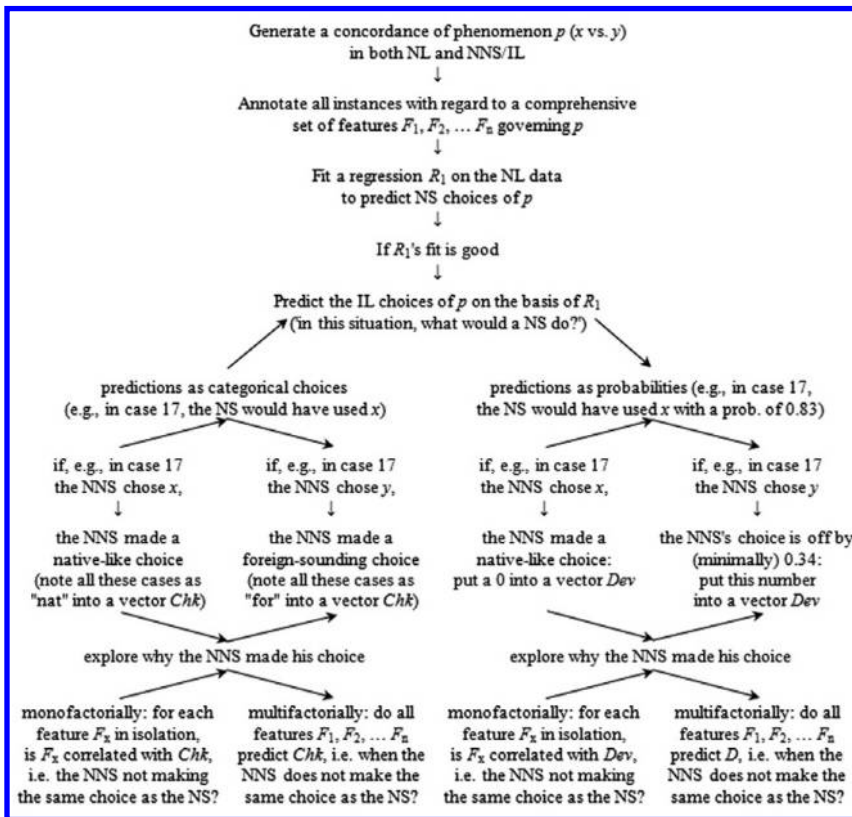 Generate a concordance of phenomenon p (x vs. y)
in both NL and NNS/IL
↓
Annotate all instances with regard to a comprehensive
set of features F1, F2, … Fn governing p
↓
Fit a regression R1 on the NL data
to predict NS choices of p
↓
If R1's fit is good
↓
Predict the IL choices of p on the basis of R1
('in this situation, what would a NS do?')
predictions as categorical choices
(e.g., in case 17, the NS would have used x)
if, e.g., in case 17
the NNS chose x,
↓
the NNS made a
native-like choice
(note all these cases as
"nat" into a vector Chk)
if, e.g., in case 17
the NNS chose y,
↓
the NNS made a
foreign-sounding choice
(note all these cases as
"for" into a vector Chk)
explore why the NNS made his choice
monofactorially: for each
feature Fx in isolation,
is Fx correlated with Chk,
i.e. the NNS not making
the same choice as the NS?
multifactorially: do all
features F1, F2, … Fn
predict Chk, i.e. when the
NNS does not make the
same choice as the NS?
predictions as probabilities (e.g., in case 17,
the NS would have used x with a prob. of 0.83)
if, e.g., in case 17
the NNS chose x,
↓
the NNS made a
native-like choice:
put a 0 into a vector Dev
if, e.g., in case 17
the NNS chose y
↓
the NNS's choice is off by
(minimally) 0.34:
put this number
into a vector Dev
explore why the NNS made his choice
monofactorially: for each
feature Fx in isolation,
is Fx correlated with Dev,
i.e. the NNS not making
the same choice as the NS?
multifactorially: do all
features F1, F2, … Fn
predict D, i.e. when the
NNS does not make the
same choice as the NS?